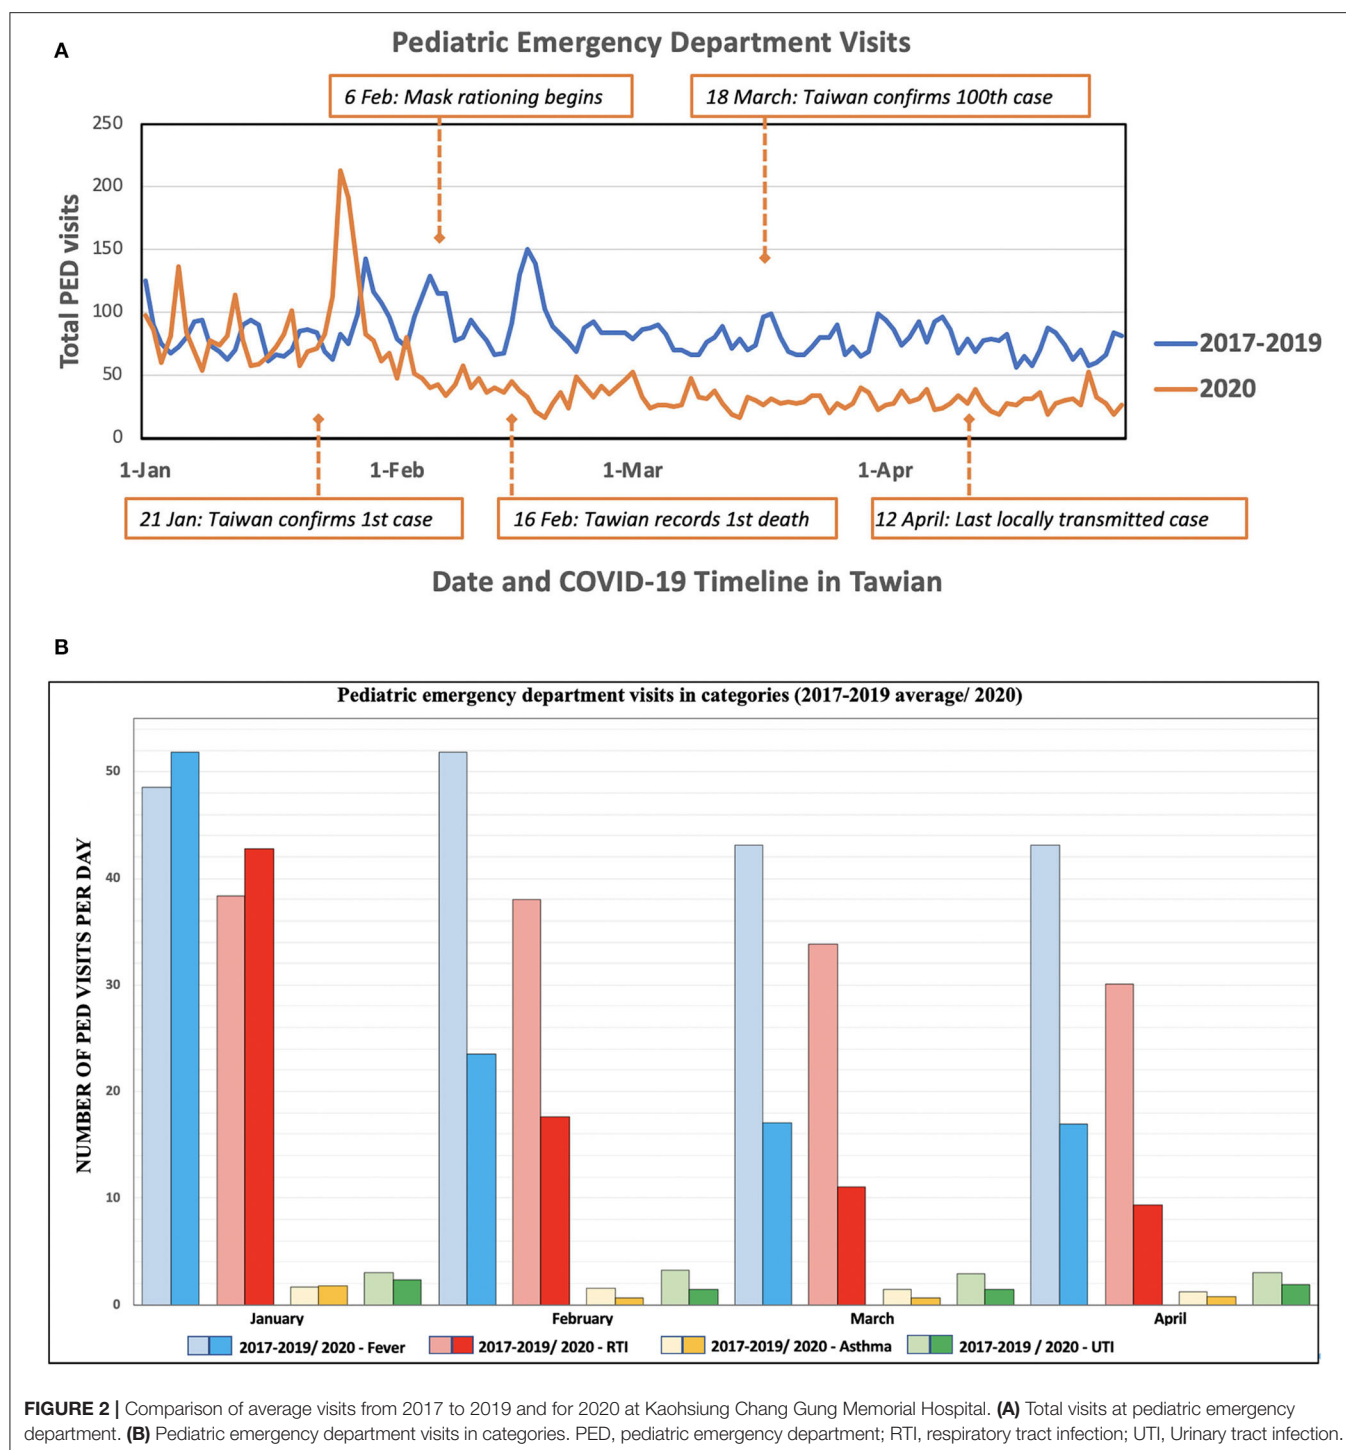 A
Pediatric Emergency Department Visits
6 Feb: Mask rationing begins
18 March: Taiwan confirms 100th case
250
200
150
100
50
0
Total PED visits
2017-2019
2020
1-Jan
1-Feb
1-Mar
1-Apr
21 Jan: Taiwan confirms 1st case
16 Feb: Tawian records 1st death
12 April: Last locally transmitted case
Date and COVID-19 Timeline in Tawian
B
Pediatric emergency department visits in categories (2017-2019 average/ 2020)
NUMBER OF PED VISITS PER DAY
50
40
30
20
10
0
January
February
March
April
2017-2019/ 2020 - Fever
2017-2019/ 2020 - RTI
2017-2019/ 2020 - Asthma
2017-2019 / 2020 - UTI
FIGURE 2 | Comparison of average visits from 2017 to 2019 and for 2020 at Kaohsiung Chang Gung Memorial Hospital. (A) Total visits at pediatric emergency
department. (B) Pediatric emergency department visits in categories. PED, pediatric emergency department; RTI, respiratory tract infection; UTI, Urinary tract infection.